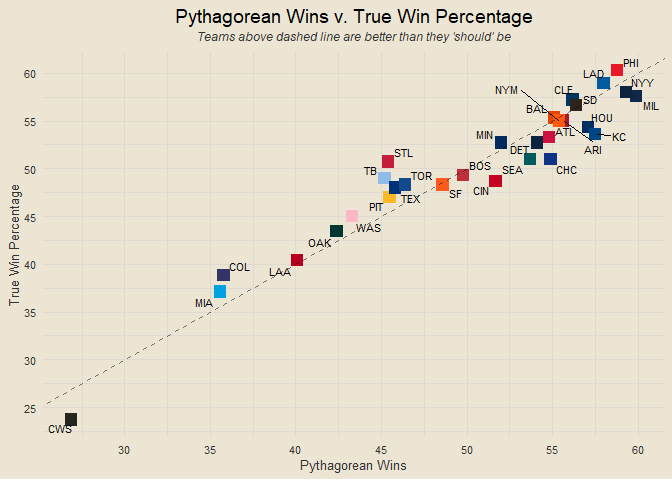 Pythagorean Wins v. True Win Percentage
Teams above dashed line are better than they 'should' be
True Win Percentage
60
55
50
45
40
35
30
25
PHI
LAD
NYY
MIL
NYM
CLE
SD
BAL
HOU
KC
ATL
ARI
MIN
DET
CHC
STL
TB
TOR
BOS
SEA
TEX
SF
CIN
PIT
WAS
OAK
COL
LAA
MIA
CWS
30
35
40
45
50
55
60
Pythagorean Wins